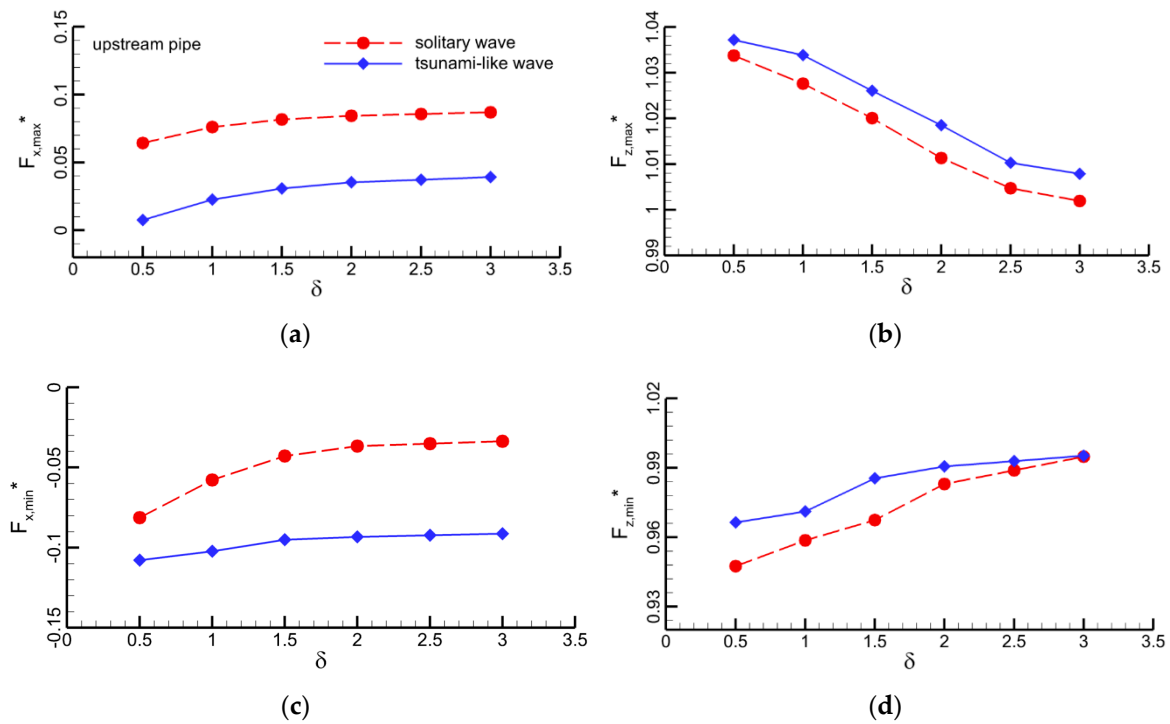 0.15
upstream pipe
solitary wave
tsunami-like wave
0.1
0.05
0
F x,max *
0 0.5 1 1.5 2 2.5 3 3.5
δ
(a)
1.04
1.03
1.02
1.01
1
0.99
F z,max *
0 0.5 1 1.5 2 2.5 3 3.5
δ
(b)
0
-0.05
-0.1
-0.15
F x,min *
-0 0.5 1 1.5 2 2.5 3 3.5
δ
(c)
1.02
0.99
0.96
0.93
F z,min *
0 0.5 1 1.5 2 2.5 3 3.5
δ
(d)